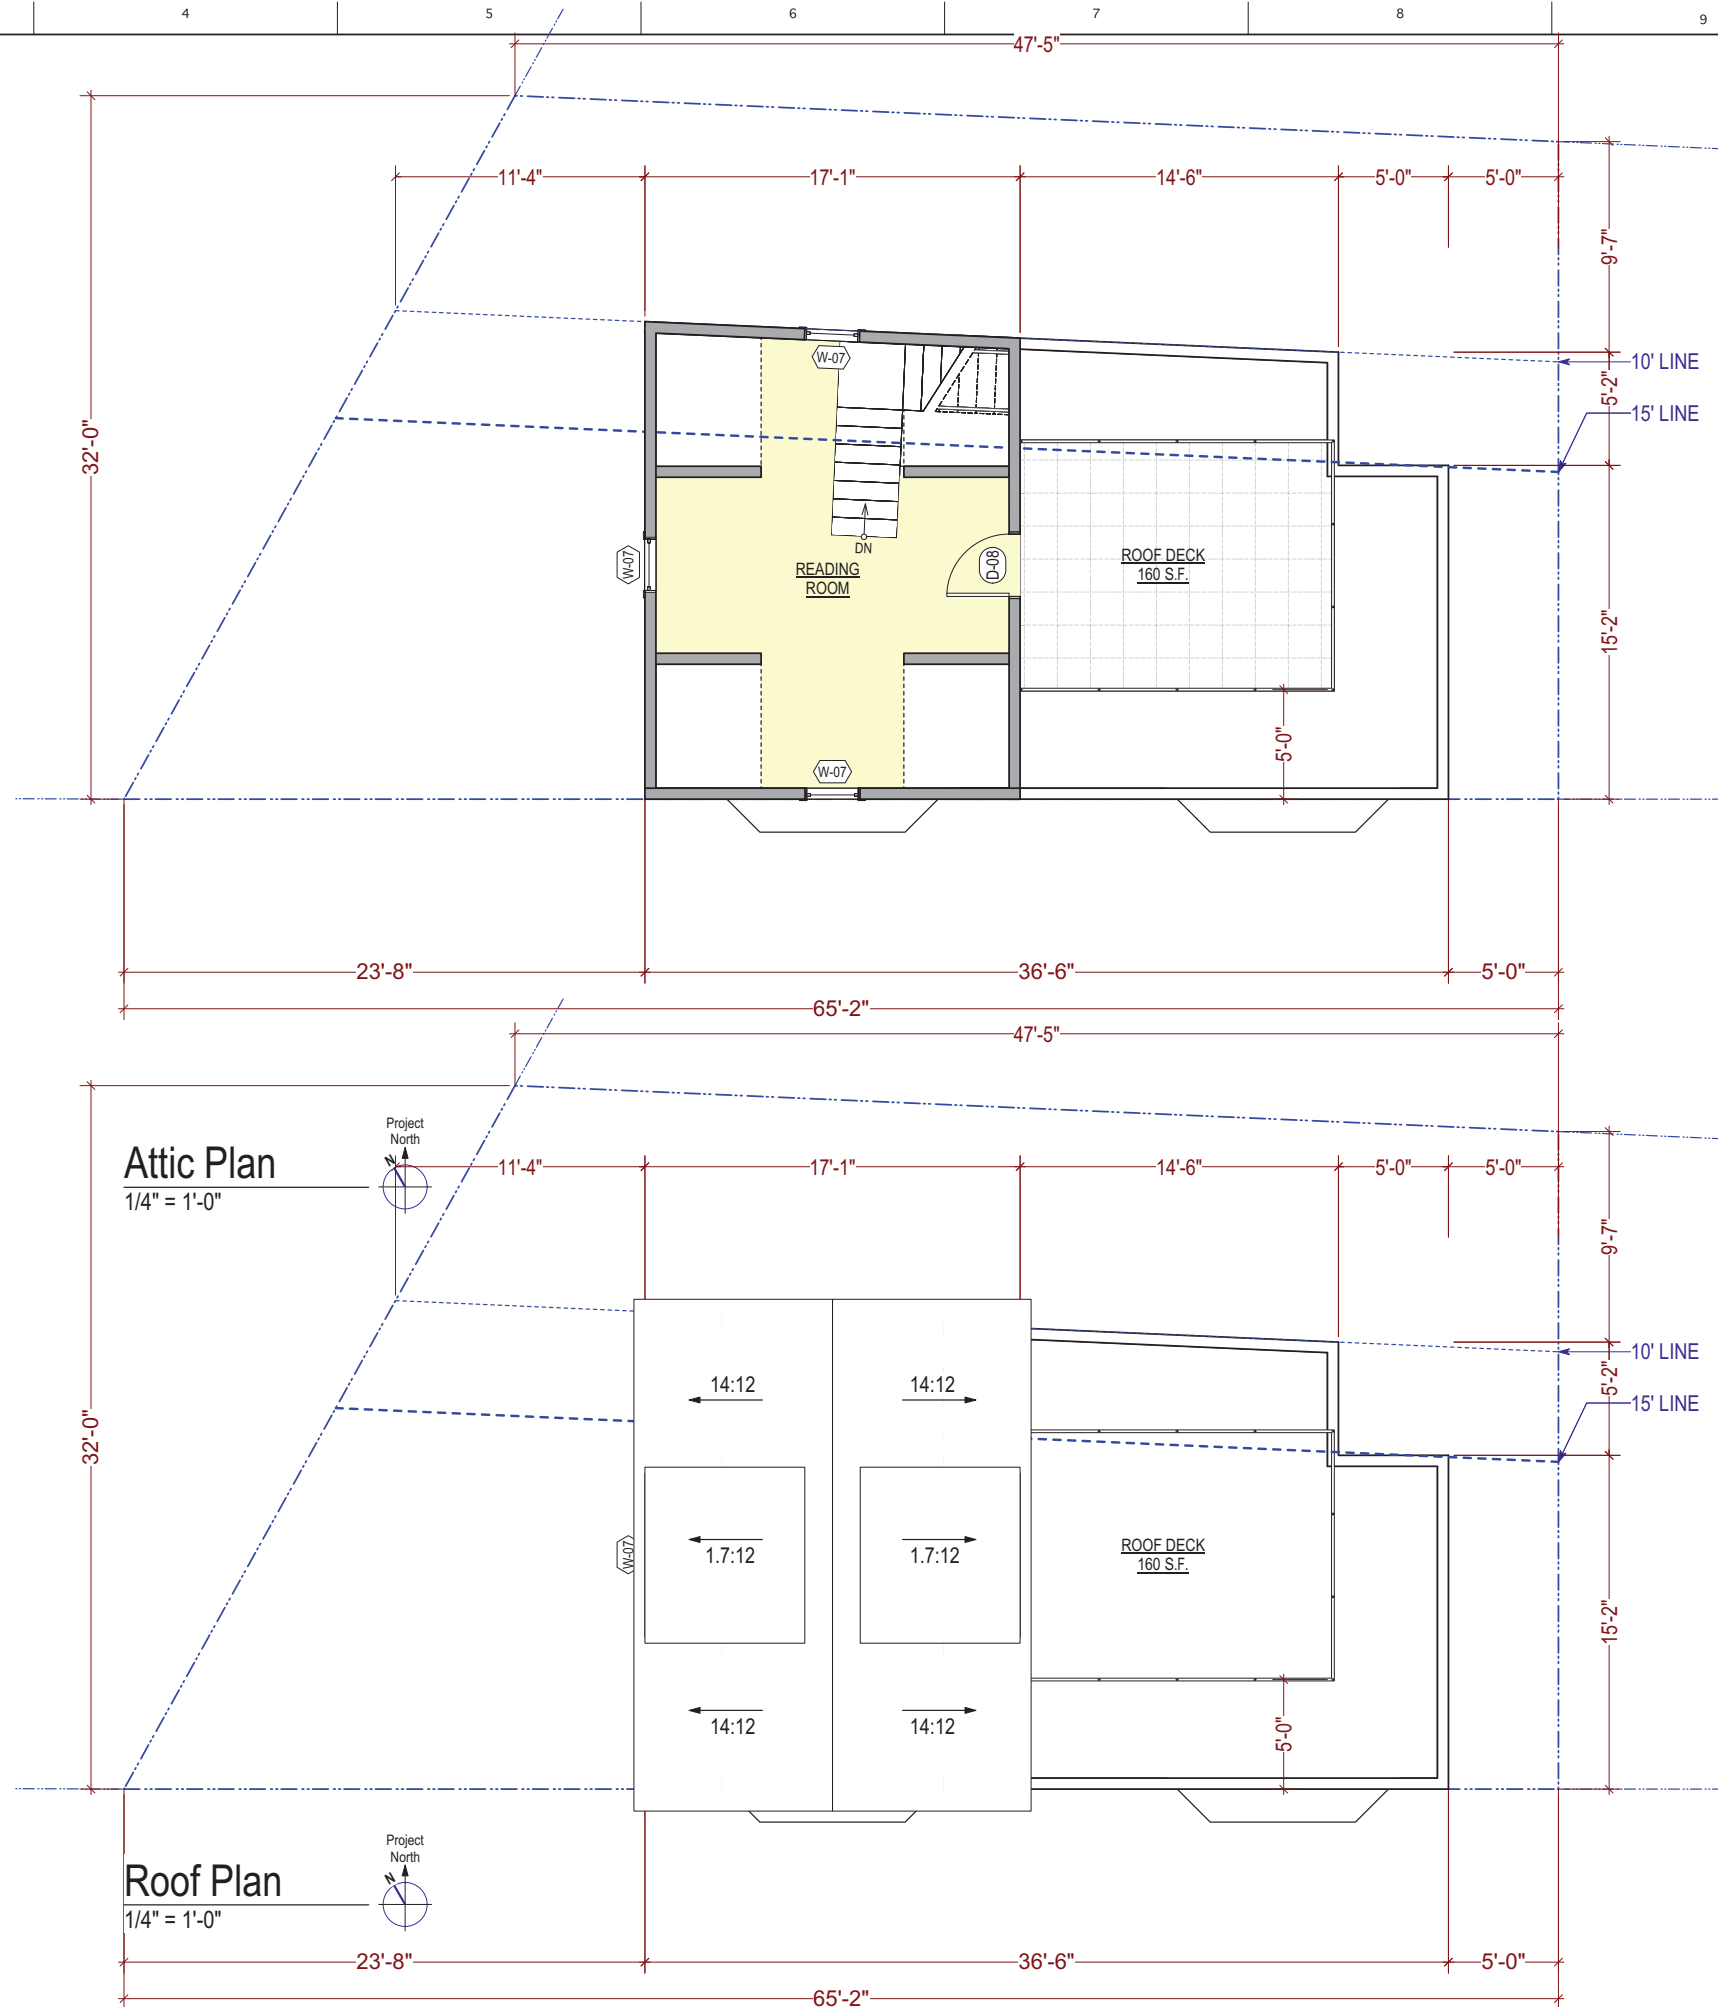 4 5 6 7 8 9
47'-5"
11'-4" 17'-1" 14'-6" 5'-0" 5'-0"
9'-7"
W-07
10' LINE
5'-2"
15' LINE
32'-0"
DN
W-07
READING
ROOM
D-08
ROOF DECK
160 S.F.
15'-2"
5'-0"
W-07
23'-8" 36'-6" 5'-0"
65'-2"
47'-5"
Project
North
N
Attic Plan
1/4" = 1'-0"
11'-4" 17'-1" 14'-6" 5'-0" 5'-0"
9'-7"
10' LINE
5'-2"
15' LINE
32'-0"
14:12 14:12
W-07
1.7:12 1.7:12
ROOF DECK
160 S.F.
15'-2"
14:12 14:12
5'-0"
Project
North
N
Roof Plan
1/4" = 1'-0"
23'-8" 36'-6" 5'-0"
65'-2"